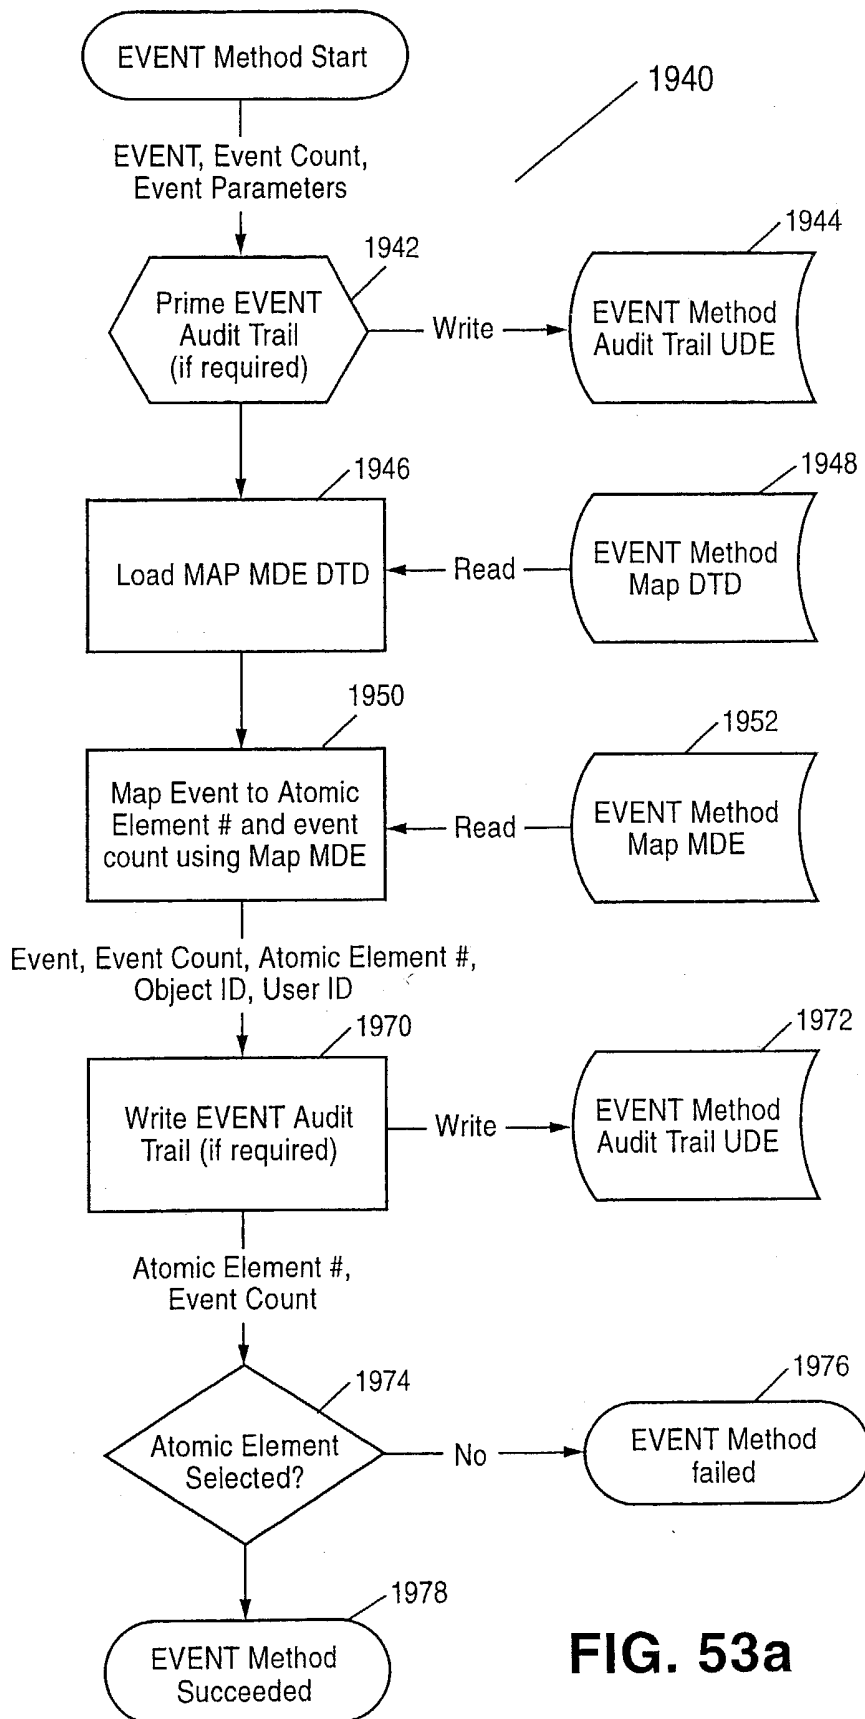 EVENT Method Start
1940
EVENT, Event Count,
Event Parameters
1942
Prime EVENT
Audit Trail
(if required)
Write
1944
EVENT Method
Audit Trail UDE
1946
Load MAP MDE DTD
Read
1948
EVENT Method
Map DTD
1950
Map Event to Atomic
Element # and event
count using Map MDE
Read
1952
EVENT Method
Map MDE
Event, Event Count, Atomic Element #,
Object ID, User ID
1970
Write EVENT Audit
Trail (if required)
Write
1972
EVENT Method
Audit Trail UDE
Atomic Element #,
Event Count
1974
Atomic Element
Selected?
No
1976
EVENT Method
failed
1978
EVENT Method
Succeeded
FIG. 53a